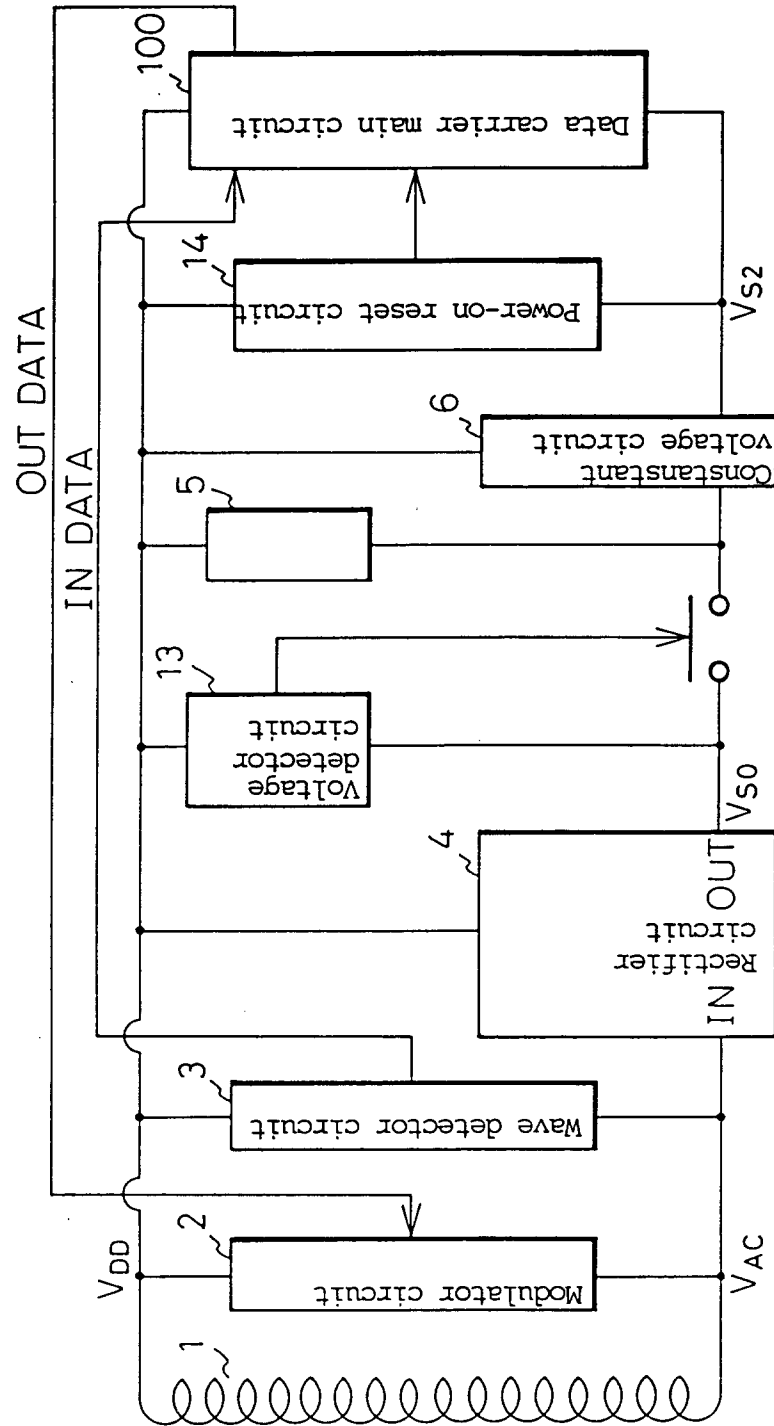 OUT DATA
IN DATA
VDD
VAC
VS0
VS2
1
2
Modulator circuit
3
Wave detector circuit
4
Rectifier
circuit
IN OUT
13
Voltage
detector
circuit
5
6
Constanstant
voltage circuit
14
Power-on reset circuit
100
Data carrier main circuit